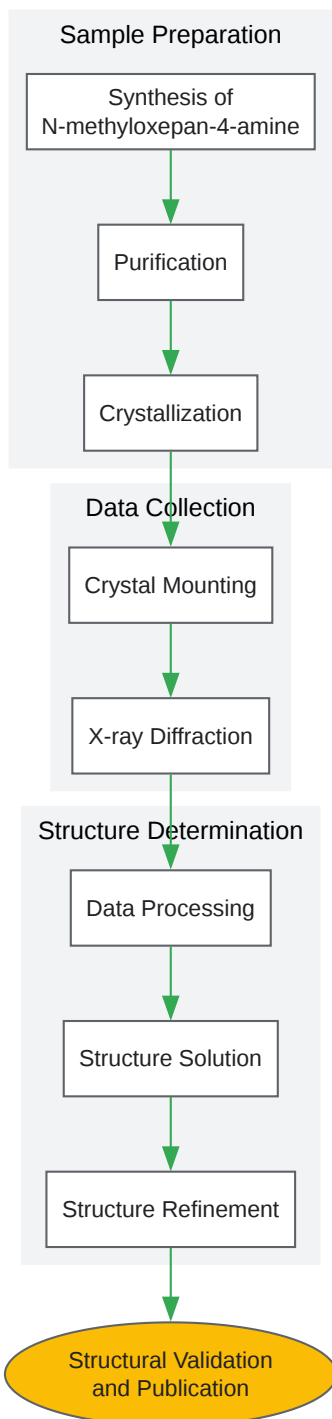 Sample Preparation
Synthesis of
N-methyloxepan-4-amine
Purification
Crystallization
Data Collection
Crystal Mounting
X-ray Diffraction
Structure Determination
Data Processing
Structure Solution
Structure Refinement
Structural Validation
and Publication